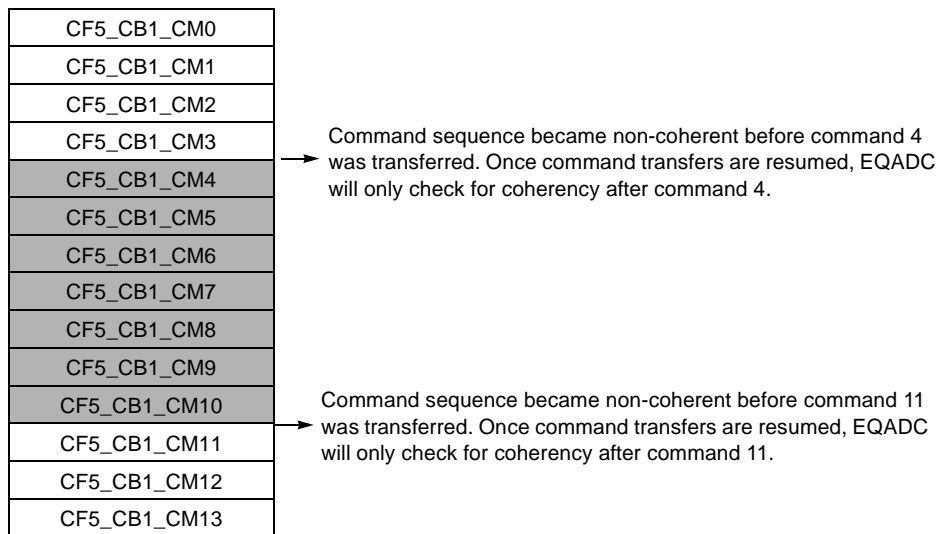 CF5_CB1_CM0
CF5_CB1_CM1
CF5_CB1_CM2
CF5_CB1_CM3
Command sequence became non-coherent before command 4
was transferred. Once command transfers are resumed, EQADC
will only check for coherency after command 4.
CF5_CB1_CM4
CF5_CB1_CM5
CF5_CB1_CM6
CF5_CB1_CM7
CF5_CB1_CM8
CF5_CB1_CM9
CF5_CB1_CM10
Command sequence became non-coherent before command 11
was transferred. Once command transfers are resumed, EQADC
will only check for coherency after command 11.
CF5_CB1_CM11
CF5_CB1_CM12
CF5_CB1_CM13